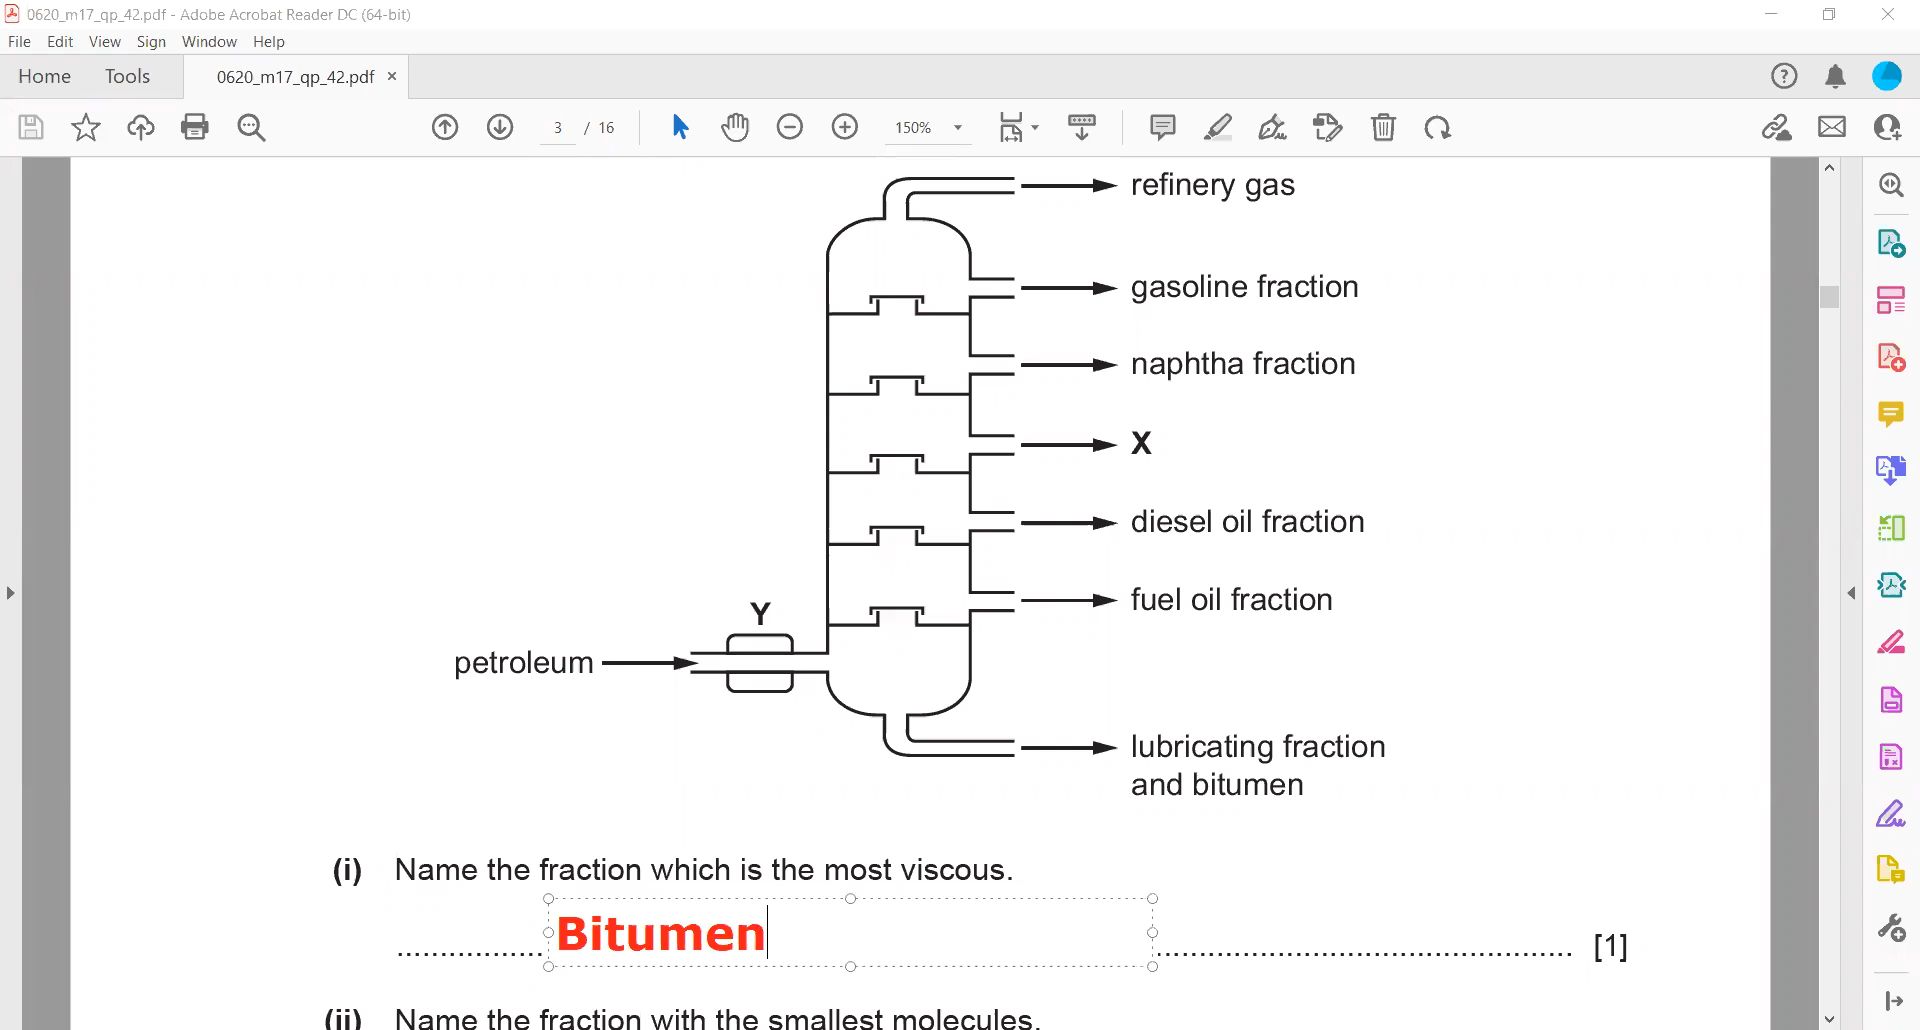 0620_m17_qp_42.pdf - Adobe Acrobat Reader DC (64-bit)
File Edit View Sign Window Help
Home Tools 0620_m17_qp_42.pdf ×
3 / 16 150%
refinery gas
gasoline fraction
naphtha fraction
X
diesel oil fraction
fuel oil fraction
Y
petroleum
lubricating fraction
and bitumen
(i) Name the fraction which is the most viscous.
Bitumen
[1]
(ii) Name the fraction with the smallest molecules.